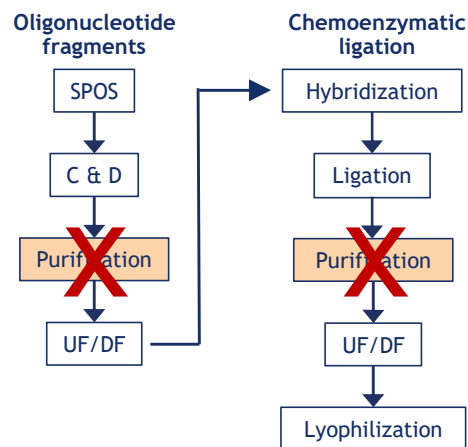 Oligonucleotide
fragments
SPOS
C & D
Purification
UF/DF
Chemoenzymatic
ligation
Hybridization
Ligation
Purification
UF/DF
Lyophilization